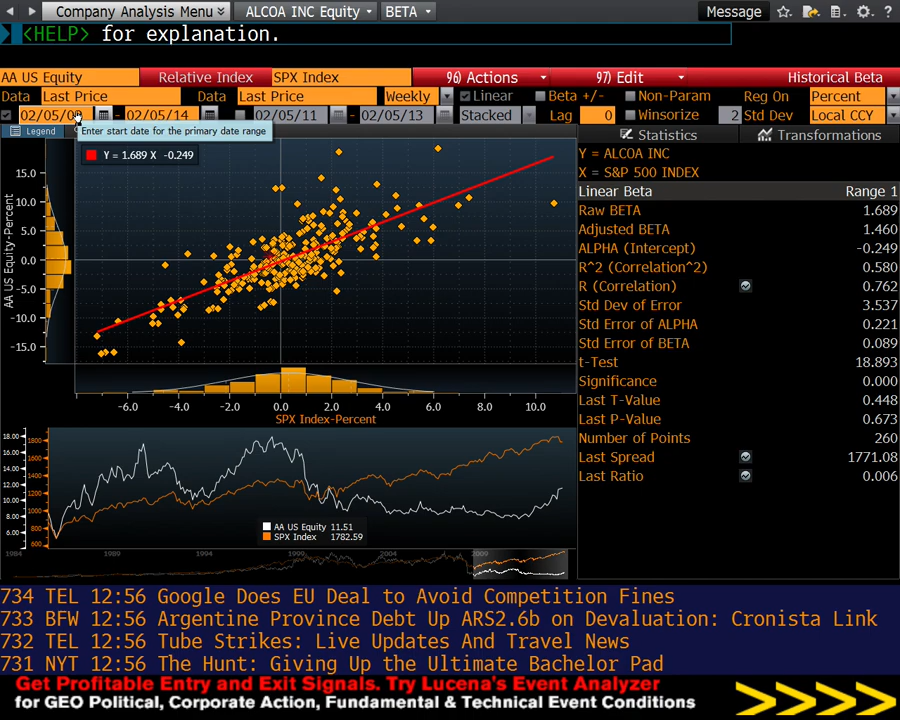 Company Analysis Menu ALCOA INC Equity BETA Message ?
<HELP> for explanation.
AA US Equity Relative Index SPX Index 96) Actions 97) Edit Historical Beta
Data Last Price Data Last Price Weekly Linear Beta +/- Non-Param Reg On Percent
- 02/05/14 02/05/11 - 02/05/13 Stacked Lag 0 Winsorize 2 Std Dev Local CCY
Legend Enter start date for the primary date range Statistics Transformations
Y = 1.689 X -0.249
Y = ALCOA INC
X = S&P 500 INDEX
Linear Beta Range 1
Raw BETA 1.689
Adjusted BETA 1.460
ALPHA (Intercept) -0.249
R^2 (Correlation^2) 0.580
R (Correlation) 0.762
Std Dev of Error 3.537
Std Error of ALPHA 0.221
Std Error of BETA 0.089
t-Test 18.893
Significance 0.000
Last T-Value 0.448
Last P-Value 0.673
Number of Points 260
Last Spread 1771.08
Last Ratio 0.006
AA US Equity-Percent
15.0
10.0
5.0
0.0
-5.0
-10.0
-15.0
-6.0 -4.0 -2.0 0.0 2.0 4.0 6.0 8.0 10.0
SPX Index-Percent
18.00 1800
16.00 1600
14.00 1400
12.00 1200
10.00 1000
8.00 800
6.00 600
AA US Equity 11.51
SPX Index 1782.59
1984 1989 1994 1999 2004 2009
734 TEL 12:56 Google Does EU Deal to Avoid Competition Fines
733 BFW 12:56 Argentine Province Debt Up ARS2.6b on Devaluation: Cronista Link
732 TEL 12:56 Tube Strikes: Live Updates And Travel News
731 NYT 12:56 The Hunt: Giving Up the Ultimate Bachelor Pad
Get Profitable Entry and Exit Signals. Try Lucena's Event Analyzer
for GEO Political, Corporate Action, Fundamental & Technical Event Conditions